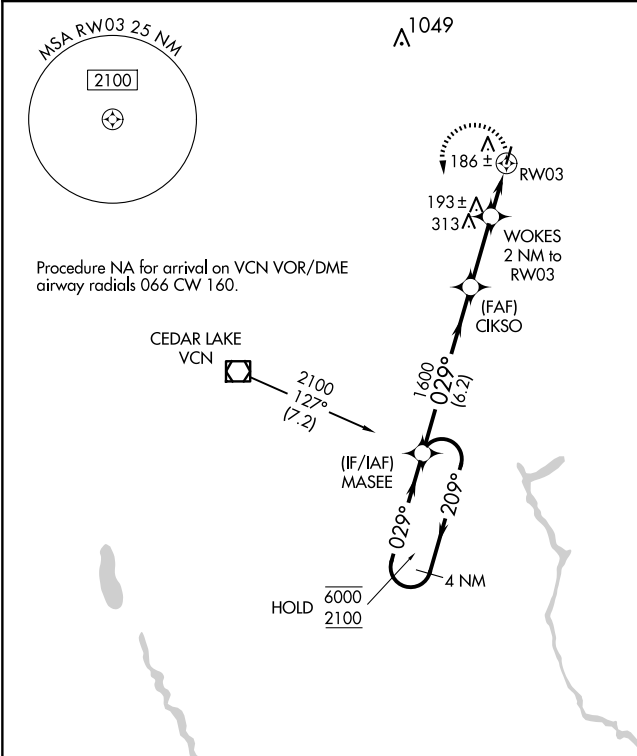 MSA RW03 25 NM
2100
1049
186 ±
RW03
193 ±
313
WOKES
2 NM to
RW03
Procedure NA for arrival on VCN VOR/DME
airway radials 066 CW 160.
(FAF)
CIKSO
CEDAR LAKE
VCN
2100
127°
(7.2)
1600
029°
(6.2)
(IF/IAF)
MASEE
029°
209°
4 NM
HOLD
6000
2100